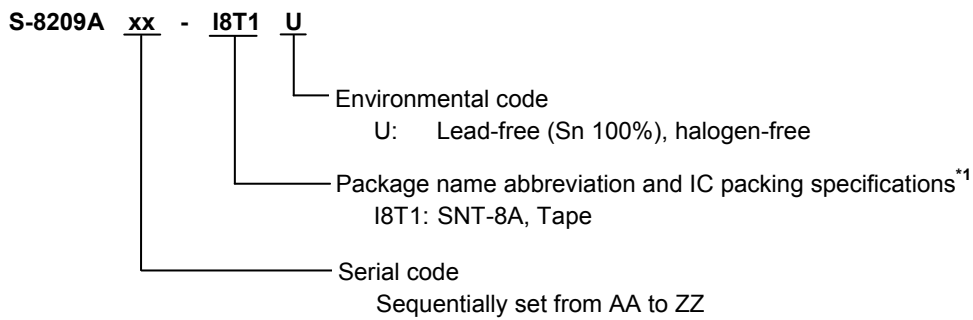 S-8209A xx - I8T1 U
Environmental code
U: Lead-free (Sn 100%), halogen-free
Package name abbreviation and IC packing specifications*1
I8T1: SNT-8A, Tape
Serial code
Sequentially set from AA to ZZ